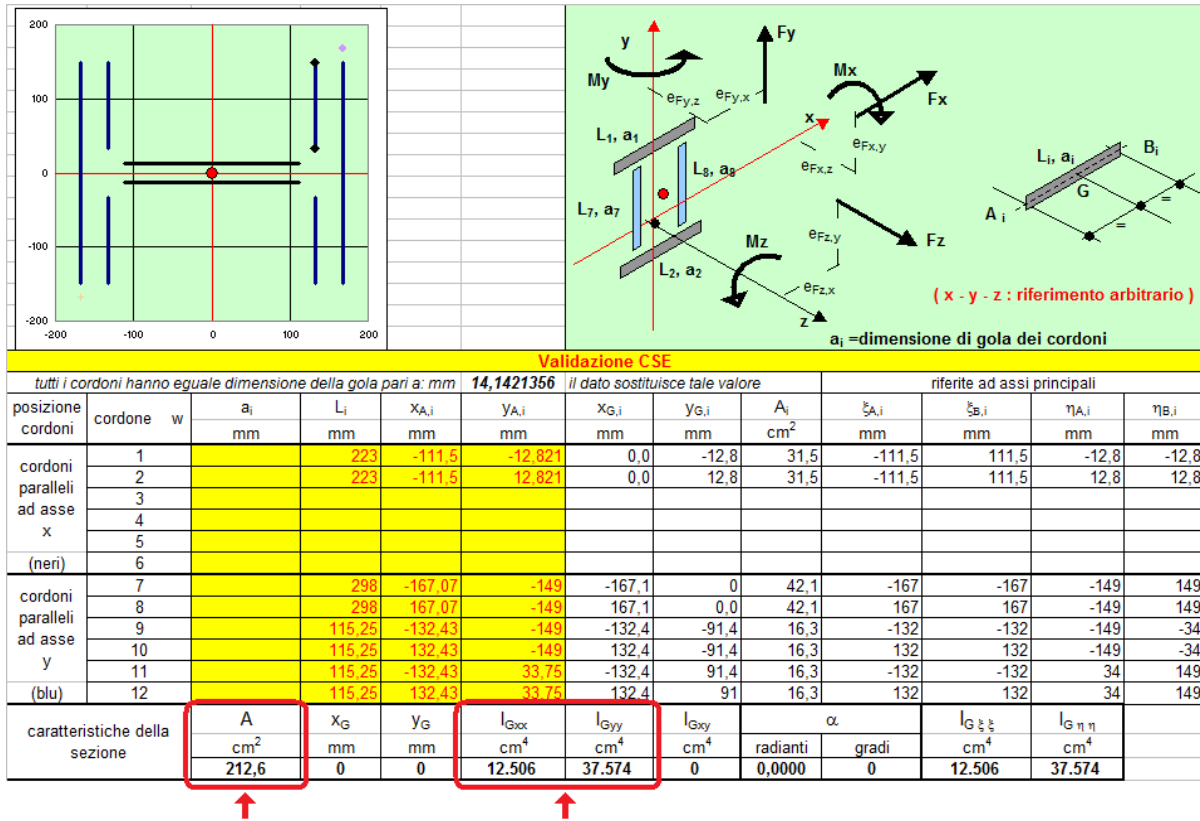 200
100
0
-100
-200
-200 -100 0 100 200
y
Fy
My
Mx
Fx
eFy,z
eFy,x
x
eFx,y
eFx,z
L1, a1
L8, a8
L7, a7
L2, a2
Li, ai
Bi
G
A i
=
=
eFz,y
Fz
Mz
eFz,x
z
( x - y - z : riferimento arbitrario )
ai =dimensione di gola dei cordoni
Validazione CSE
tutti i cordoni hanno eguale dimensione della gola pari a: mm 14,1421356 il dato sostituisce tale valore riferite ad assi principali
posizione cordoni cordone w ai Li xA,i yA,i xG,i yG,i Ai ξA,i ξB,i ηA,i ηB,i
mm mm mm mm mm mm cm2 mm mm mm mm
cordoni paralleli ad asse x
1 223 -111,5 -12,821 0,0 -12,8 31,5 -111,5 111,5 -12,8 -12,8
2 223 -111,5 12,821 0,0 12,8 31,5 -111,5 111,5 12,8 12,8
3
4
5
(neri) 6
cordoni paralleli ad asse y
7 298 -167,07 -149 -167,1 0 42,1 -167 -167 -149 149
8 298 167,07 -149 167,1 0,0 42,1 167 167 -149 149
9 115,25 -132,43 -149 -132,4 -91,4 16,3 -132 -132 -149 -34
10 115,25 132,43 -149 132,4 -91,4 16,3 132 132 -149 -34
11 115,25 -132,43 33,75 -132,4 91,4 16,3 -132 -132 34 149
(blu) 12 115,25 132,43 33,75 132,4 91 16,3 132 132 34 149
caratteristiche della sezione A xG yG IGxx IGyy IGxy α IG ξ ξ IG η η
cm2 mm mm cm4 cm4 cm4 radianti gradi cm4 cm4
212,6 0 0 12.506 37.574 0 0,0000 0 12.506 37.574